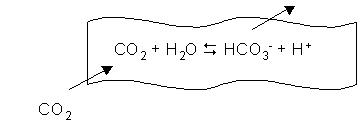 CO₂ + H₂O ⇆ HCO₃⁻ + H⁺
CO₂